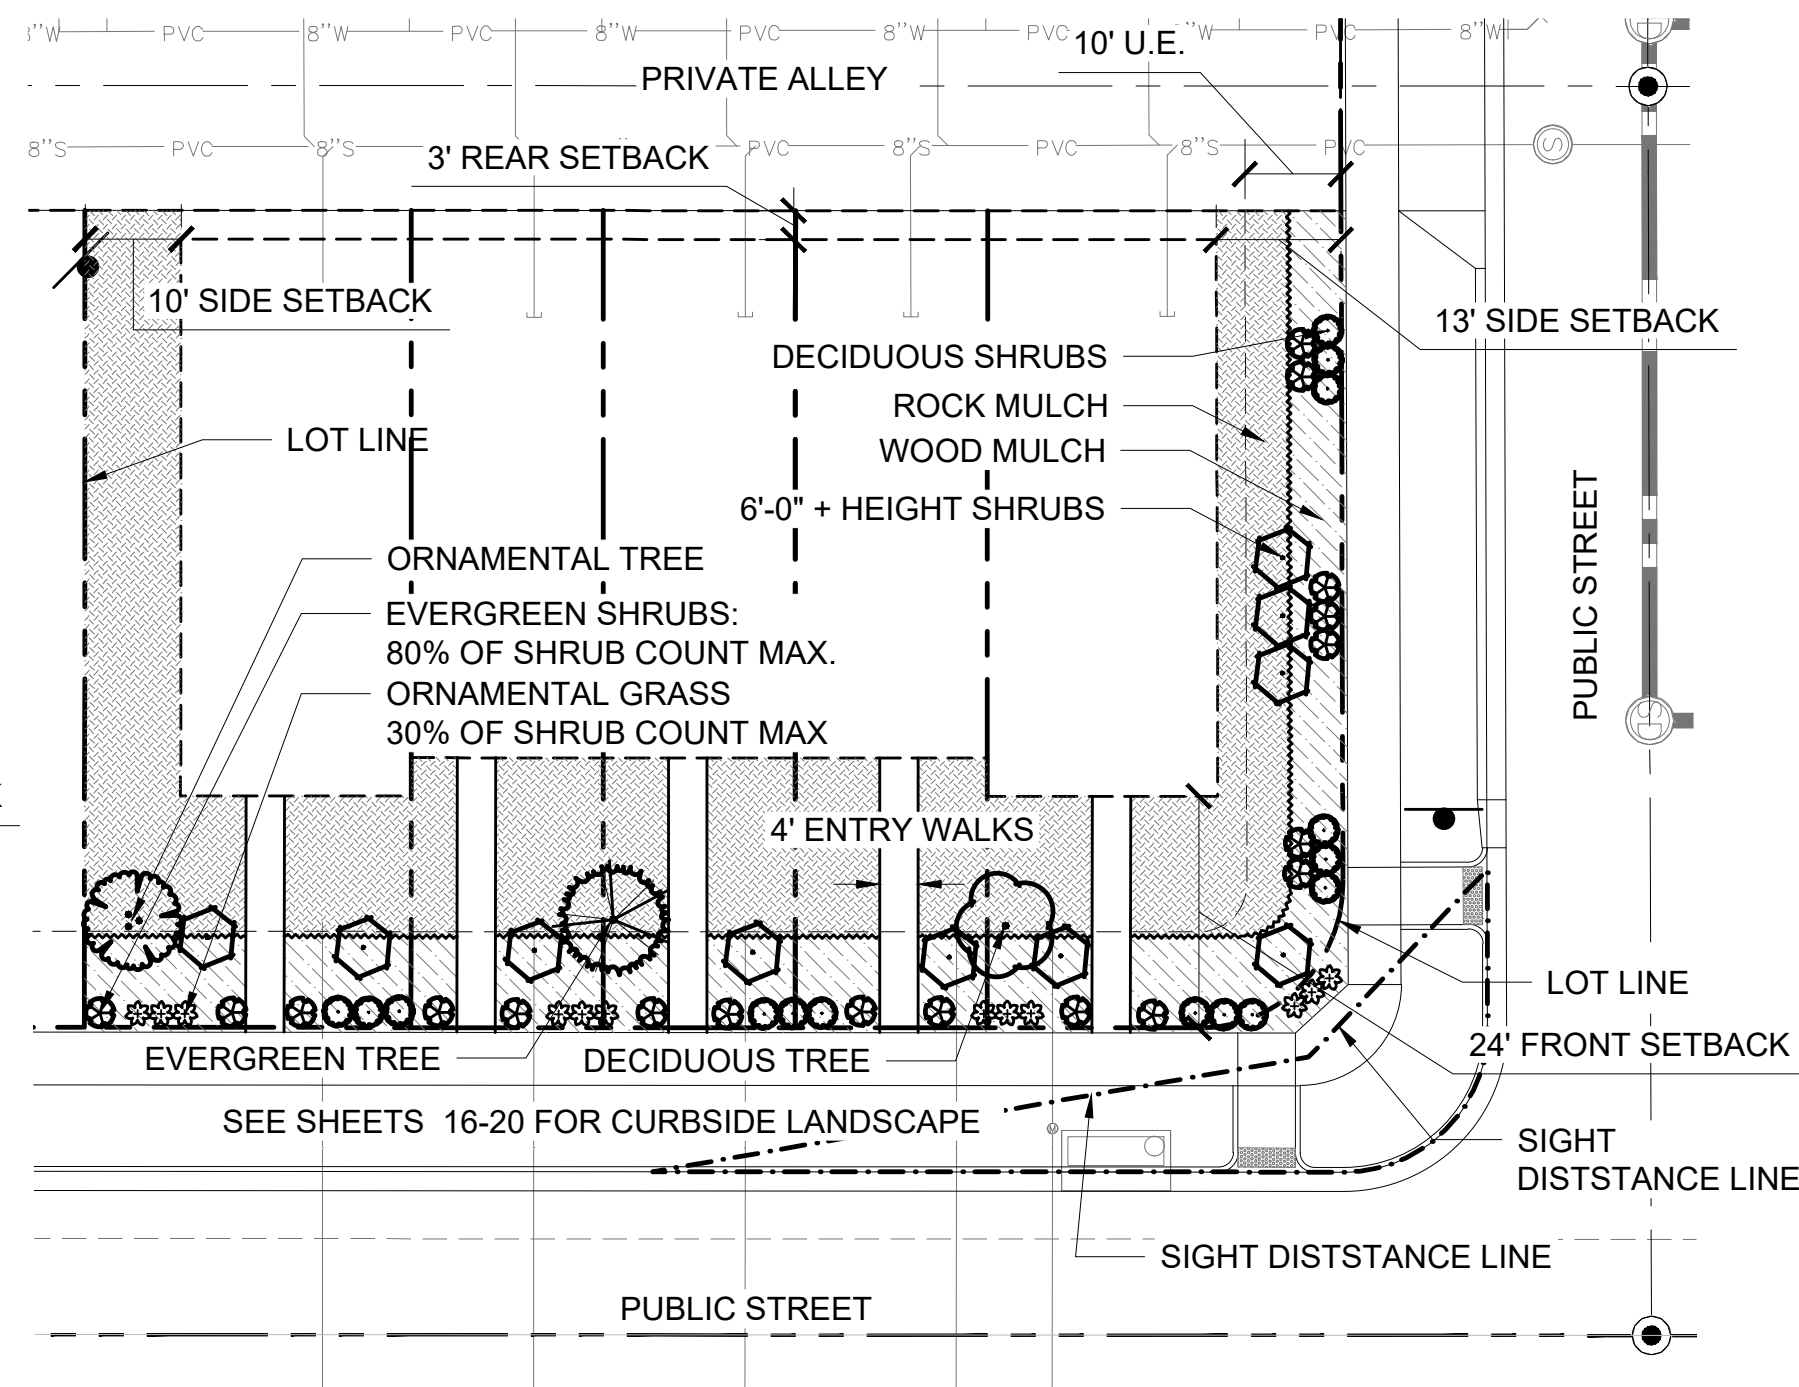 8''W PVC 8''W PVC 8''W PVC 8''W PVC ''W PVC 8''W
10' U.E.
PRIVATE ALLEY
8''S PVC 8''S PVC 8''S PVC 8''S PVC
S
3' REAR SETBACK
10' SIDE SETBACK
13' SIDE SETBACK
DECIDUOUS SHRUBS
ROCK MULCH
LOT LINE
WOOD MULCH
6'-0" + HEIGHT SHRUBS
PUBLIC STREET
ORNAMENTAL TREE
EVERGREEN SHRUBS:
80% OF SHRUB COUNT MAX.
ORNAMENTAL GRASS
30% OF SHRUB COUNT MAX
4' ENTRY WALKS
LOT LINE
24' FRONT SETBACK
EVERGREEN TREE
DECIDUOUS TREE
SEE SHEETS 16-20 FOR CURBSIDE LANDSCAPE
M
SIGHT
DISTSTANCE LINE
SIGHT DISTSTANCE LINE
PUBLIC STREET